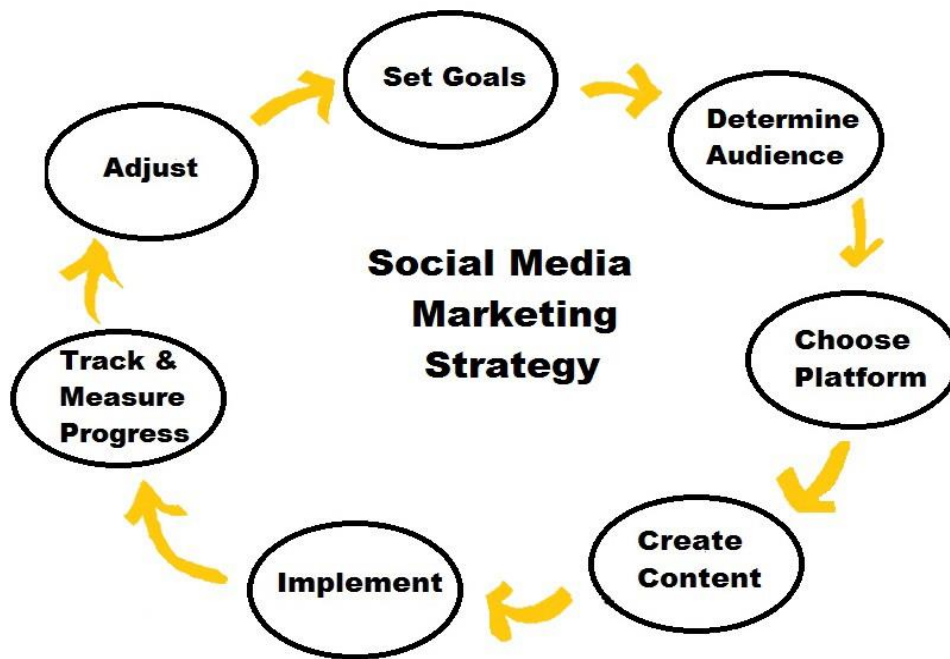 Set Goals
Determine
Audience
Choose
Platform
Create
Content
Implement
Track &
Measure
Progress
Adjust
Social Media
Marketing
Strategy